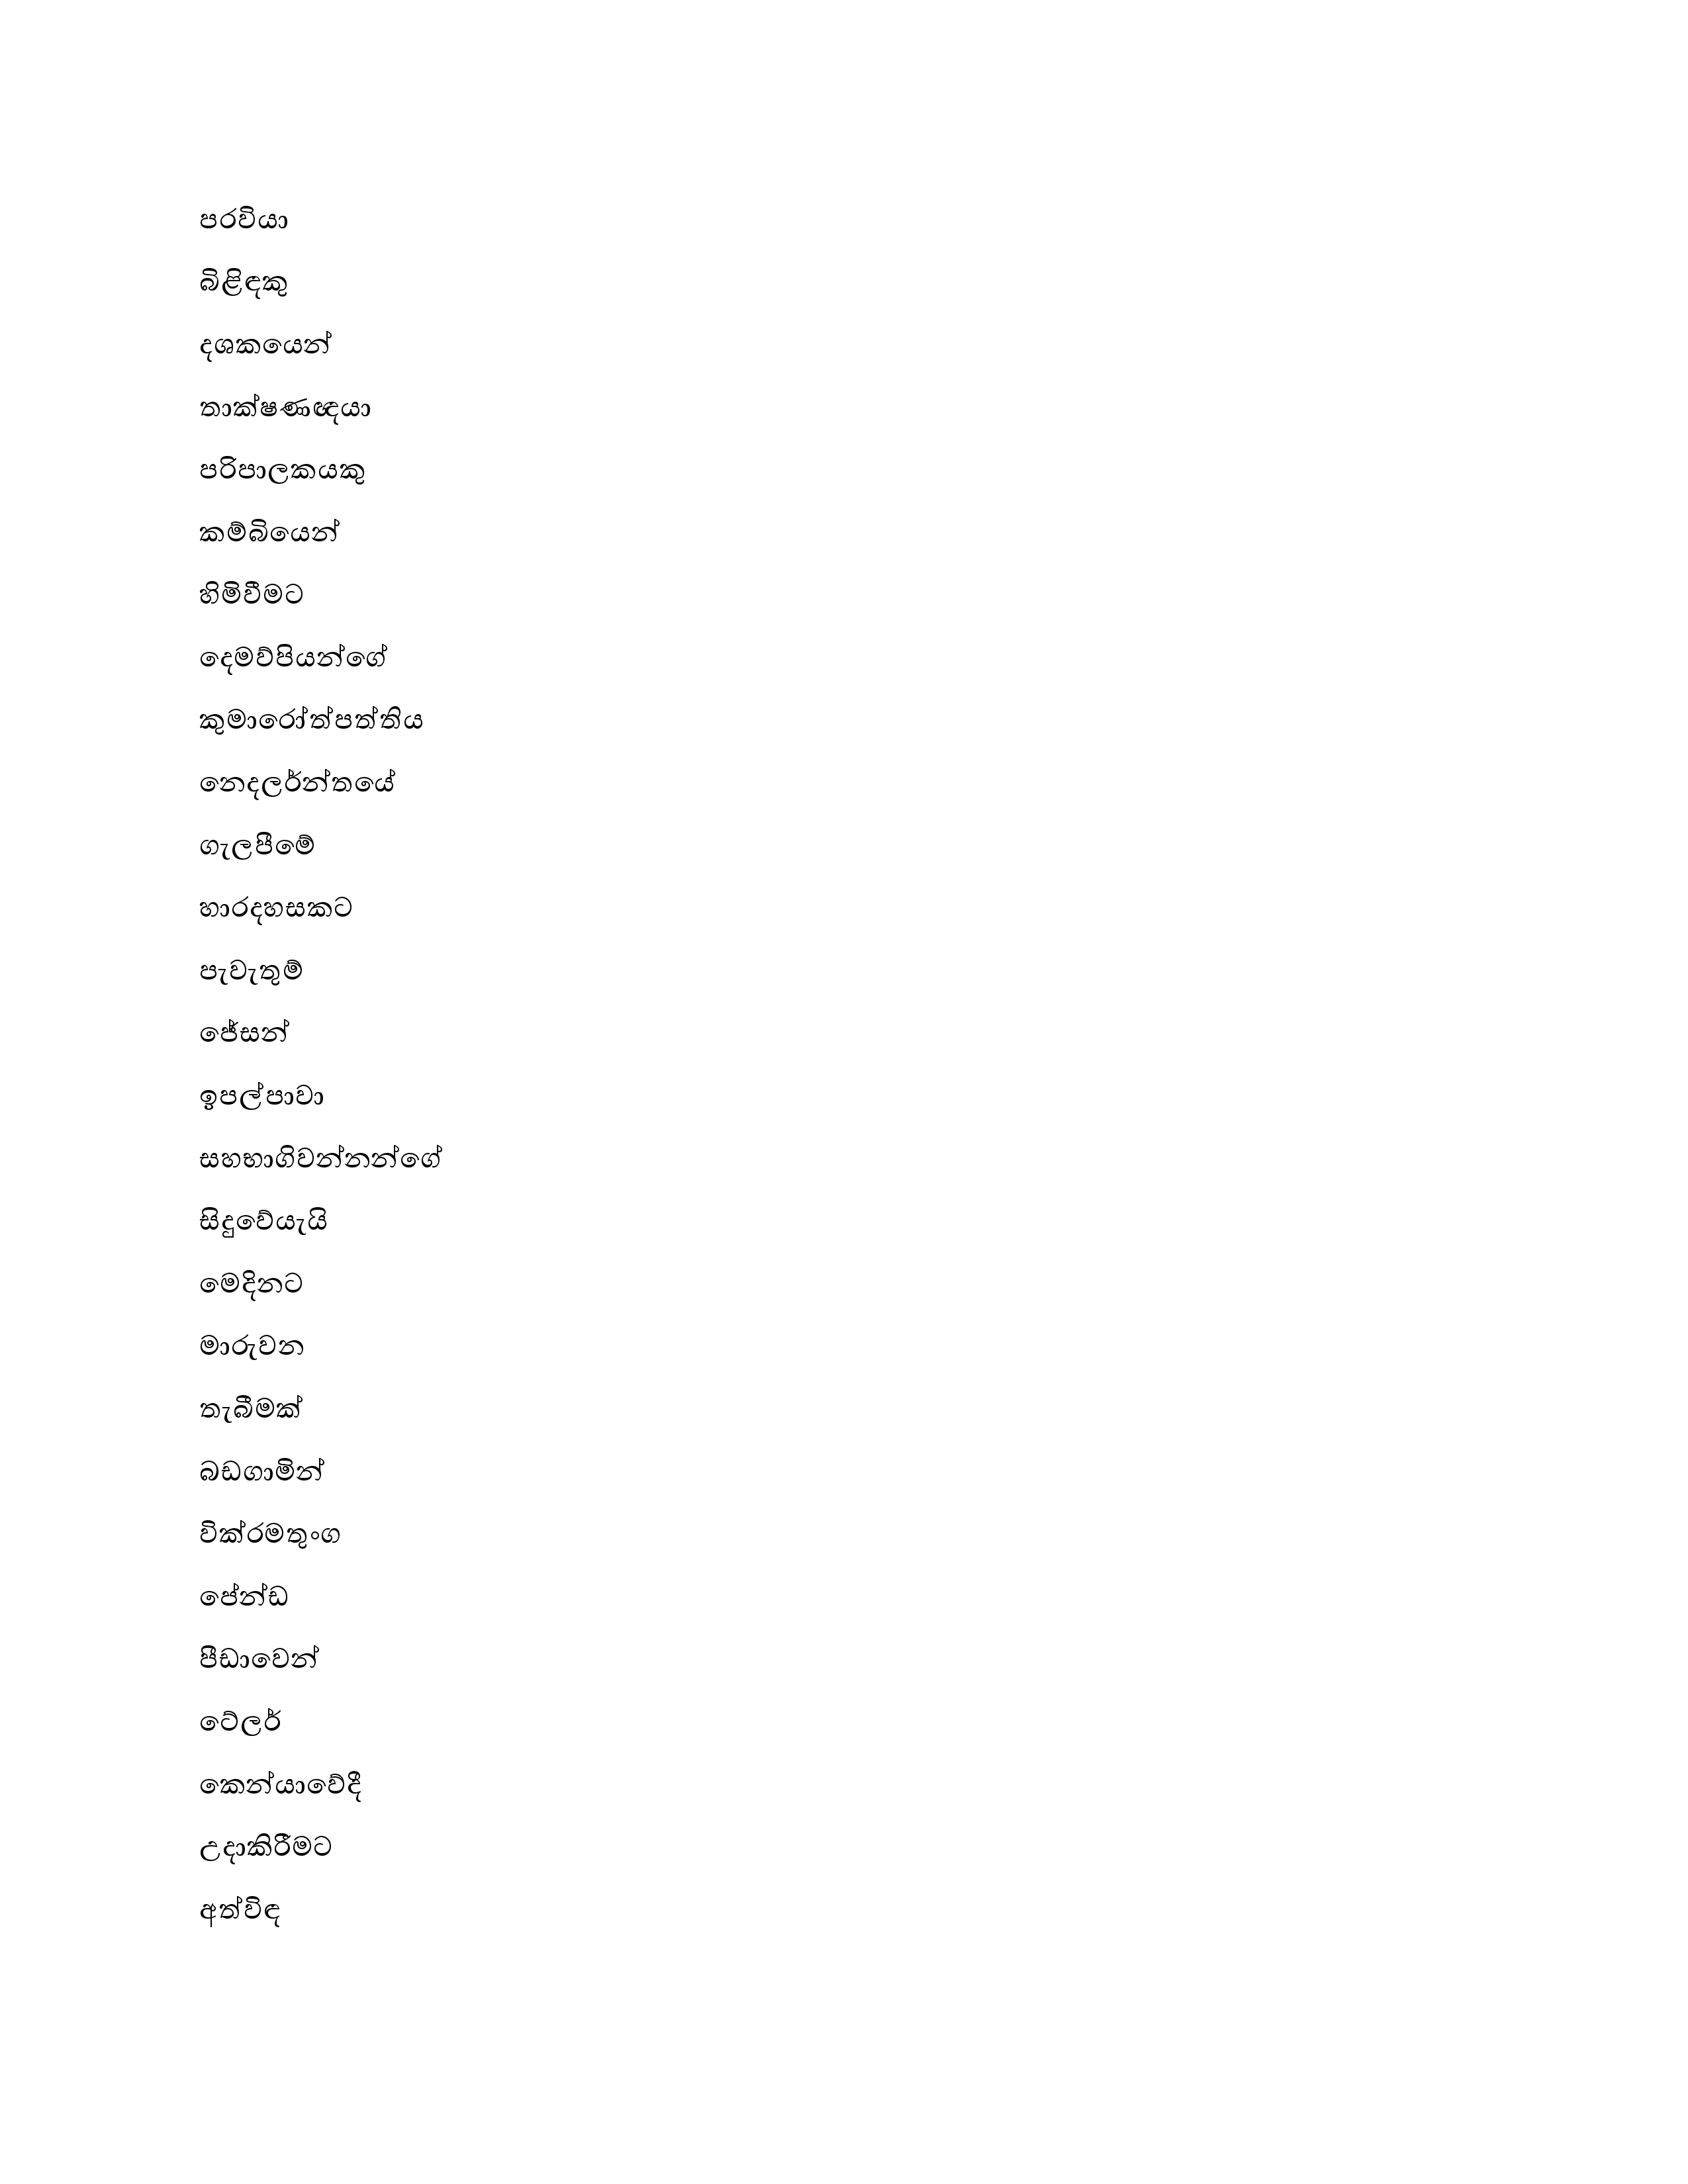 පරවියා
බිළිඳකු
දශකයෙන්
තාක්ෂණඥයා
පරිපාලකයකු
කම්බියෙන්
හිමිවීමට
දෙමව්පියන්ගේ
කුමාරෝත්පත්තිය
නෙදලර්න්තයේ
ගැලපීමේ
හාරදහසකට
පැවැතුම්
ජේසන්
ඉපල්පාවා
සහභාගිවන්නන්ගේ
සිදුවේයැයි
මෙදිනට
මාරුවන
තැබීමක්
බඩගාමින්
වික්රමතුංග
පේන්ඩ
පීඩාවෙන්
ටේලර්
කෙන්යාවේදී
උදාකිරීමට
අත්විඳ